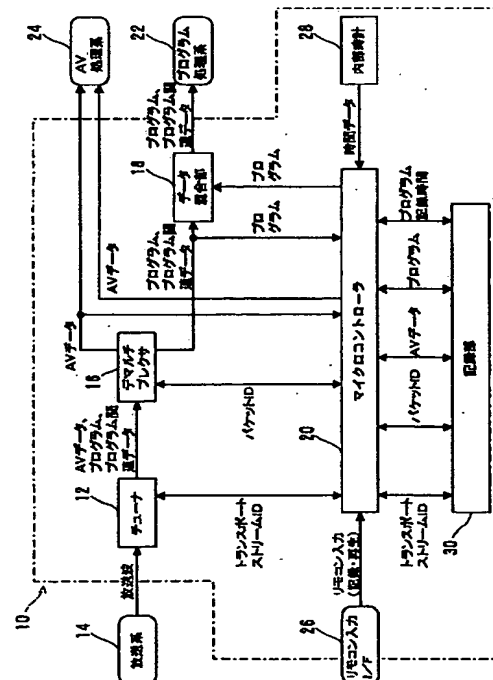 24
AV
処理系
22
プログラム
処理系
28
内部時計
プログラム、
プログラム関
連データ
時間データ
18
データ
混合部
プロ
グラム
プログラム、
プログラム関
連データ
プロ
グラム
AVデータ
AVデータ
プログラム
記録時間
プログラム
AVデータ
パケットID
トランスポート
ストリームID
マイクロコントローラ
20
記録部
30
16
デマルチ
プレクサ
パケットID
AVデータ、
プログラム、
プログラム関
連データ
12
チューナ
トランスポート
ストリームID
放送波
10
14
放送系
リモコン入力
(記録・再生)
26
リモコン入力
I/F